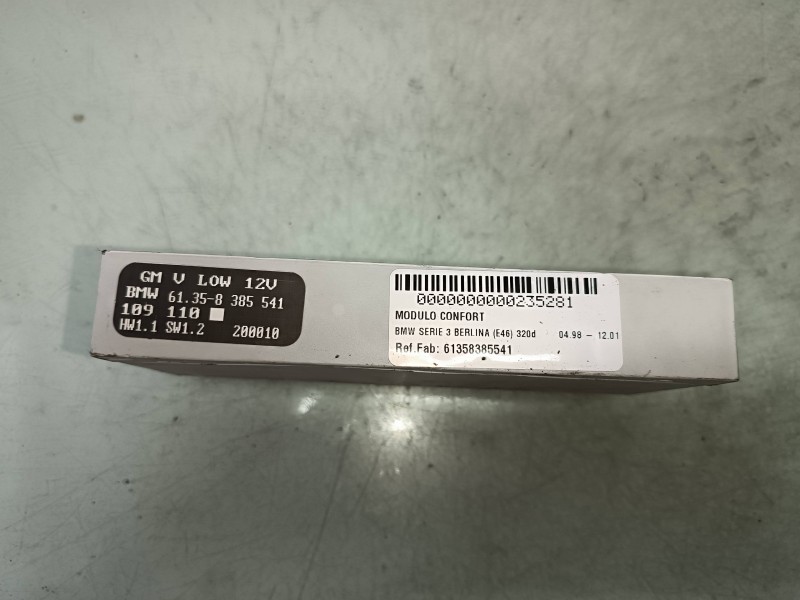 GM V LOW 12V
BMW 61.35-8 385 541
109 110
HW1.1 SW1.2 200010
0000000000235281
MODULO CONFORT
BMW SERIE 3 BERLINA (E46) 320d 04.98 - 12.01
Ref.Fab: 61358385541